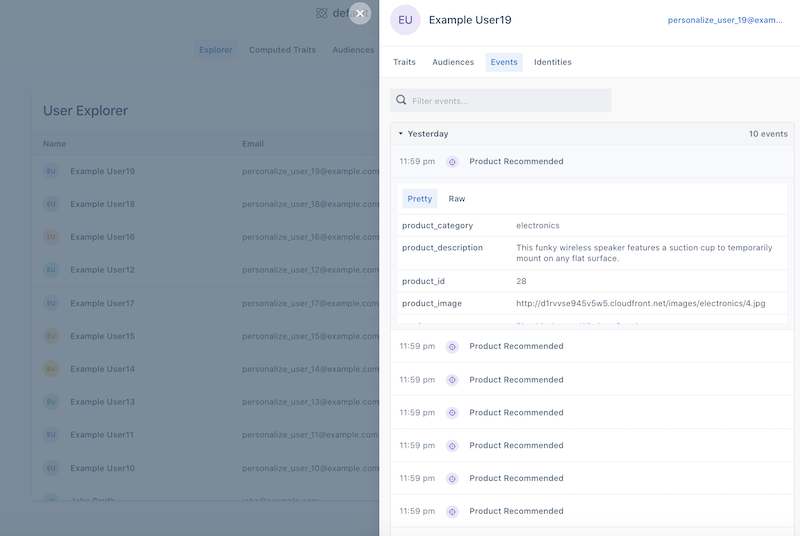 EU
Example User19
personalize_user_19@exam...
Explorer
Computed Traits
Audiences
User Explorer
Name
Email
EU
Example User19
personalize_user_19@example.com
EU
Example User18
personalize_user_18@example.com
EU
Example User16
personalize_user_16@example.com
EU
Example User12
personalize_user_12@example.com
EU
Example User17
personalize_user_17@example.com
EU
Example User15
personalize_user_15@example.com
EU
Example User14
personalize_user_14@example.com
EU
Example User13
personalize_user_13@example.com
EU
Example User11
personalize_user_11@example.com
EU
Example User10
personalize_user_10@example.com
Traits
Audiences
Events
Identities
Filter events...
Yesterday
10 events
11:59 pm
Product Recommended
Pretty
Raw
product_category
electronics
product_description
This funky wireless speaker features a suction cup to temporarily
mount on any flat surface.
product_id
28
product_image
http://d1rvvse945v5w5.cloudfront.net/images/electronics/4.jpg
11:59 pm
Product Recommended
11:59 pm
Product Recommended
11:59 pm
Product Recommended
11:59 pm
Product Recommended
11:59 pm
Product Recommended
11:59 pm
Product Recommended